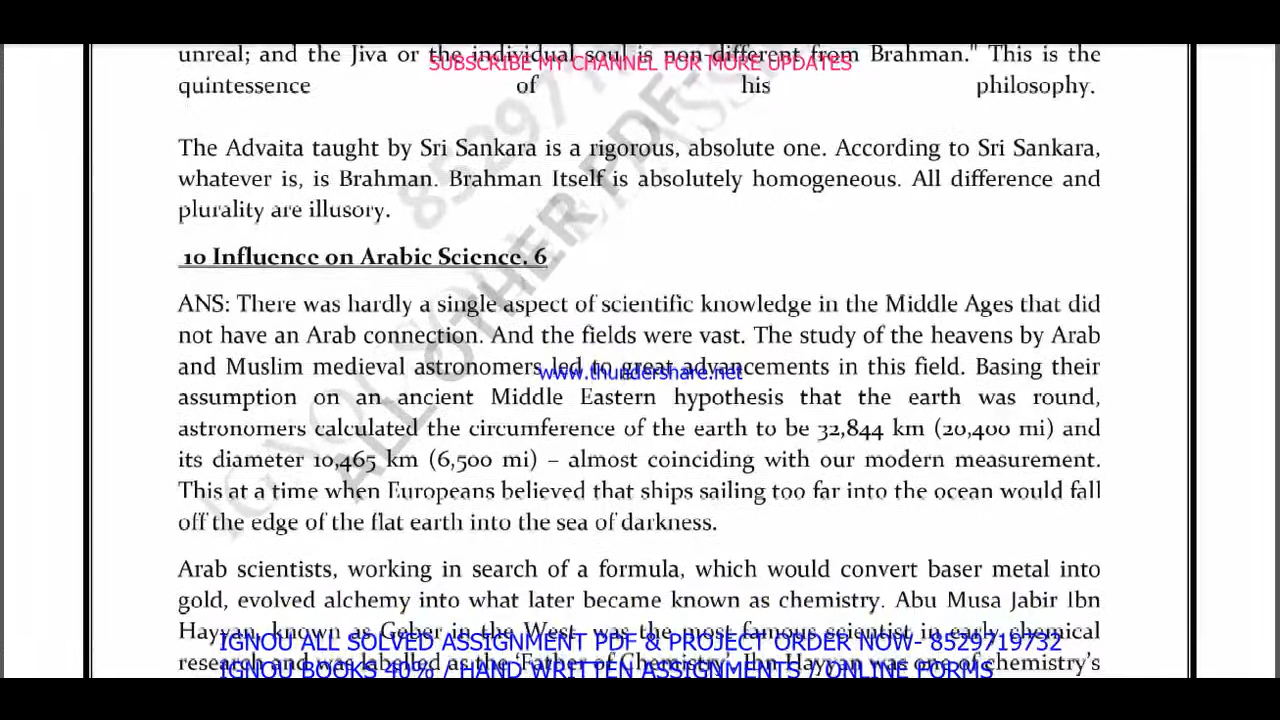 unreal; and the Jiva or the individual soul is non-different from Brahman." This is the
SUBSCRIBE MY CHANNEL FOR MORE UPDATES
quintessence of his philosophy.
The Advaita taught by Sri Sankara is a rigorous, absolute one. According to Sri Sankara,
whatever is, is Brahman. Brahman Itself is absolutely homogeneous. All difference and
plurality are illusory.
10 Influence on Arabic Science. 6
ANS: There was hardly a single aspect of scientific knowledge in the Middle Ages that did
not have an Arab connection. And the fields were vast. The study of the heavens by Arab
and Muslim medieval astronomers led to great advancements in this field. Basing their
www.thundershare.net
assumption on an ancient Middle Eastern hypothesis that the earth was round,
astronomers calculated the circumference of the earth to be 32,844 km (20,400 mi) and
its diameter 10,465 km (6,500 mi) – almost coinciding with our modern measurement.
This at a time when Europeans believed that ships sailing too far into the ocean would fall
off the edge of the flat earth into the sea of darkness.
Arab scientists, working in search of a formula, which would convert baser metal into
gold, evolved alchemy into what later became known as chemistry. Abu Musa Jabir Ibn
Hayyan, known as Geber in the West, was the most famous scientist in early chemical
IGNOU ALL SOLVED ASSIGNMENT PDF & PROJECT ORDER NOW- 8529719732
research and was labelled as the 'Father of Chemistry'. Ibn Hayyan was one of chemistry's
IGNOU BOOKS 40% / HAND WRITTEN ASSIGNMENTS / ONLINE FORMS
ALL OTHER PDF-